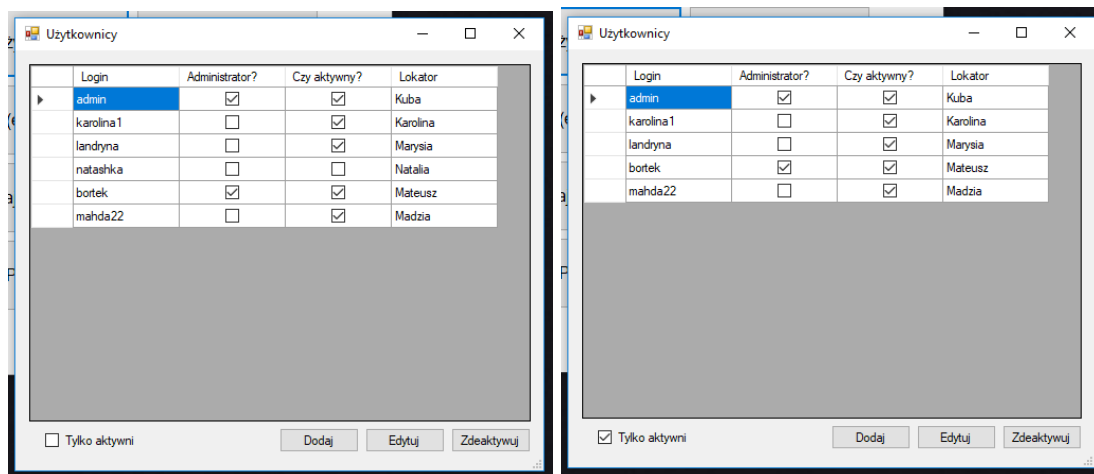 Użytkownicy
Login Administrator? Czy aktywny? Lokator
admin Kuba
karolina1 Karolina
landryna Marysia
natashka Natalia
bortek Mateusz
mahda22 Madzia
Tylko aktywni Dodaj Edytuj Zdeaktywuj
Użytkownicy
Login Administrator? Czy aktywny? Lokator
admin Kuba
karolina1 Karolina
landryna Marysia
bortek Mateusz
mahda22 Madzia
Tylko aktywni Dodaj Edytuj Zdeaktywuj